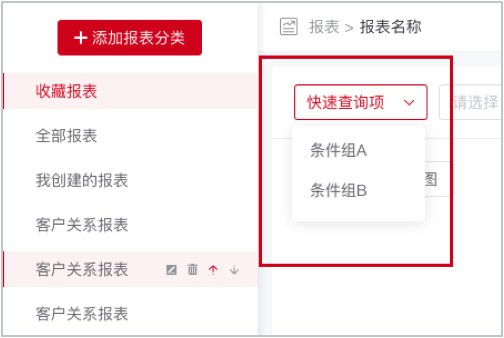 添加报表分类
收藏报表
全部报表
我创建的报表
客户关系报表
客户关系报表
客户关系报表
报表 > 报表名称
快速查询项
请选择
条件组A
条件组B
图